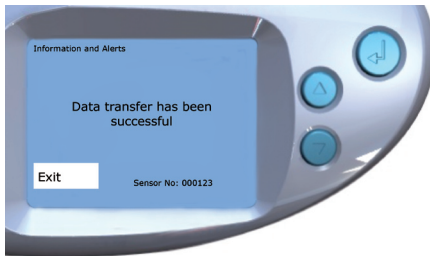 Information and Alerts
Data transfer has been
successful
Exit
Sensor No: 000123